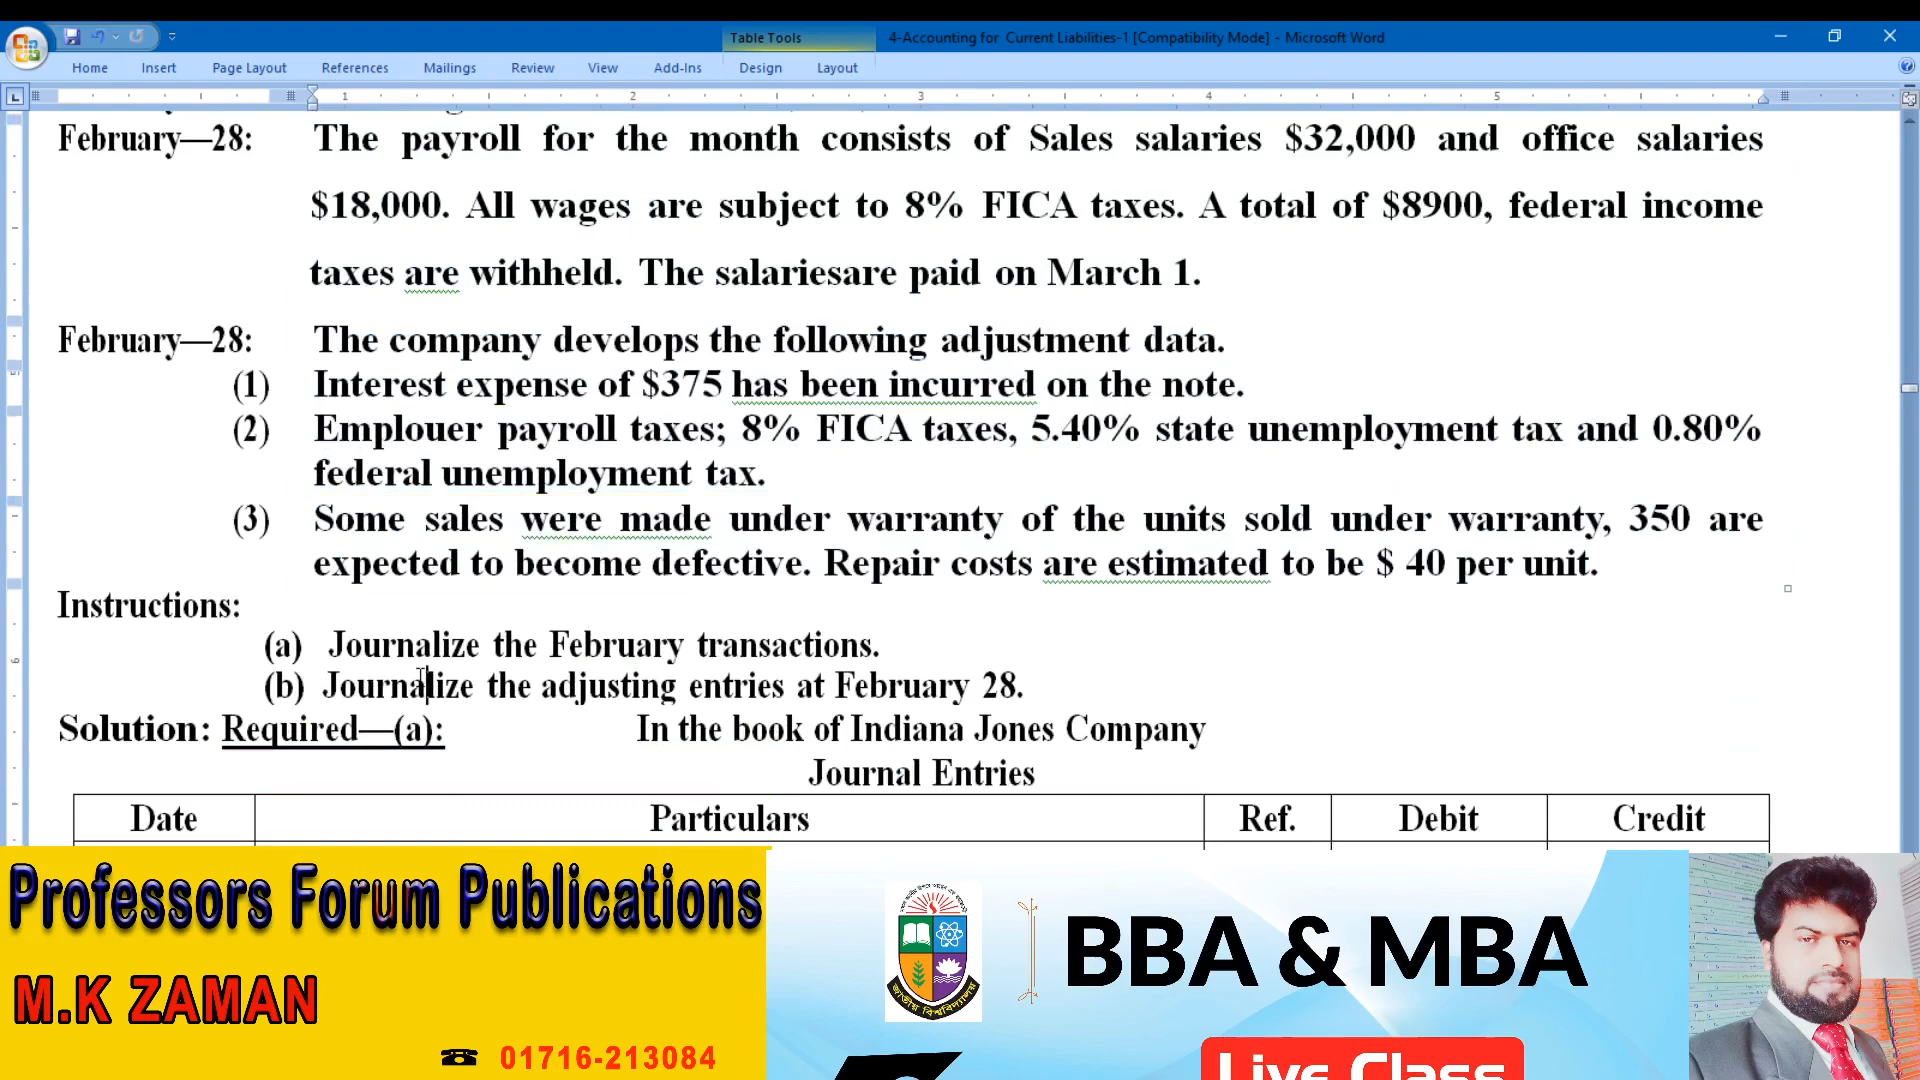 Table Tools
4-Accounting for Current Liabilities-1 [Compatibility Mode] - Microsoft Word
Home Insert Page Layout References Mailings Review View Add-Ins Design Layout
1 2 3 4 5
February—28: The payroll for the month consists of Sales salaries $32,000 and office salaries
$18,000. All wages are subject to 8% FICA taxes. A total of $8900, federal income
taxes are withheld. The salariesare paid on March 1.
February—28: The company develops the following adjustment data.
(1) Interest expense of $375 has been incurred on the note.
(2) Emplouer payroll taxes; 8% FICA taxes, 5.40% state unemployment tax and 0.80%
federal unemployment tax.
(3) Some sales were made under warranty of the units sold under warranty, 350 are
expected to become defective. Repair costs are estimated to be $ 40 per unit.
Instructions:
(a) Journalize the February transactions.
(b) Journalize the adjusting entries at February 28.
Solution: Required—(a): In the book of Indiana Jones Company
Journal Entries
Date Particulars Ref. Debit Credit
Professors Forum Publications
M.K ZAMAN
☎ 01716-213084
BBA & MBA
Live Class